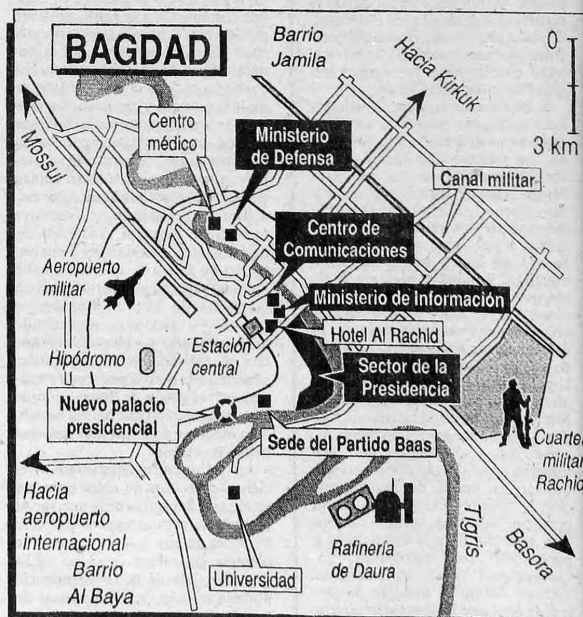 BAGDAD
Barrio
Jamila
Hacia Kirkuk
0
3 km
Mossul
Centro
médico
Ministerio
de Defensa
Canal militar
Centro de
Comunicaciones
Aeropuerto
militar
Ministerio de Información
Hotel Al Rachid
Estación
central
Hipódromo
Sector de la
Presidencia
Nuevo palacio
presidencial
Sede del Partido Baas
Cuartel
militar
Rachid
Hacia
aeropuerto
internacional
Barrio
Al Baya
Universidad
Refinería
de Daura
Tigris
Basora